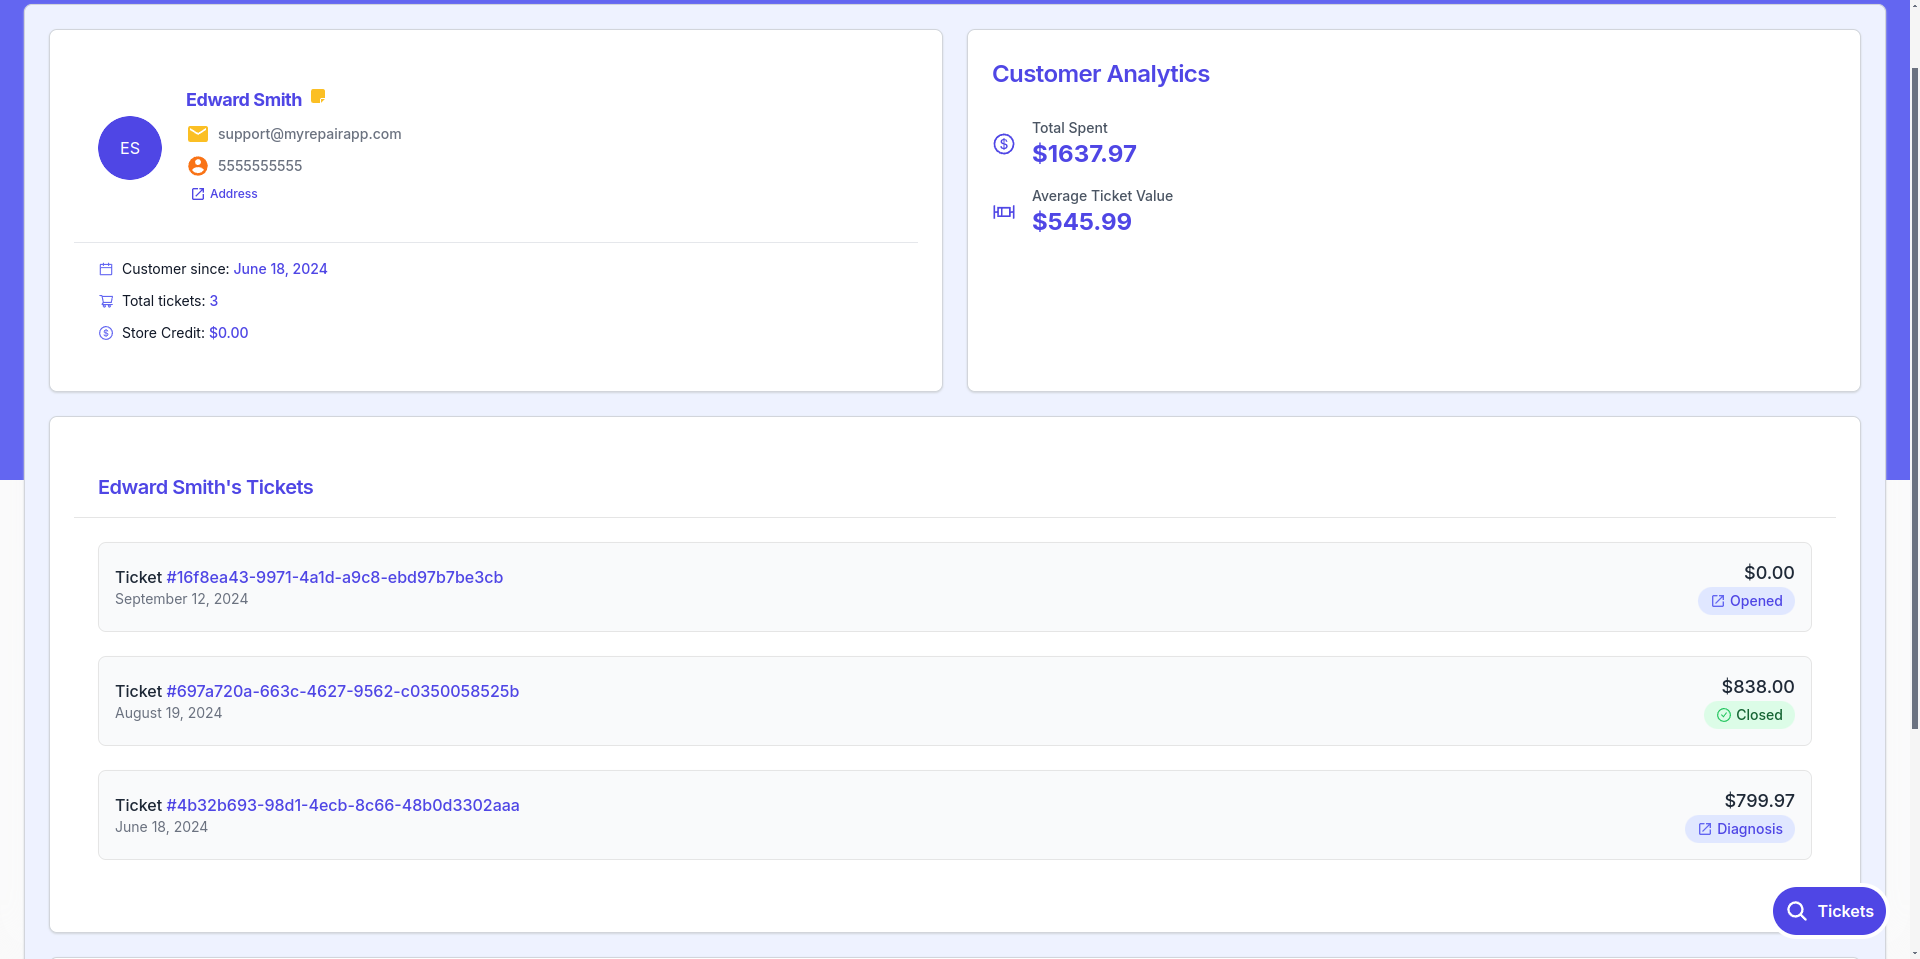 Edward Smith
ES
support@myrepairapp.com
5555555555
Address
Customer since: June 18, 2024
Total tickets: 3
Store Credit: $0.00
Customer Analytics
Total Spent
$1637.97
Average Ticket Value
$545.99
Edward Smith's Tickets
Ticket #16f8ea43-9971-4a1d-a9c8-ebd97b7be3cb
September 12, 2024
$0.00
Opened
Ticket #697a720a-663c-4627-9562-c0350058525b
August 19, 2024
$838.00
Closed
Ticket #4b32b693-98d1-4ecb-8c66-48b0d3302aaa
June 18, 2024
$799.97
Diagnosis
Tickets